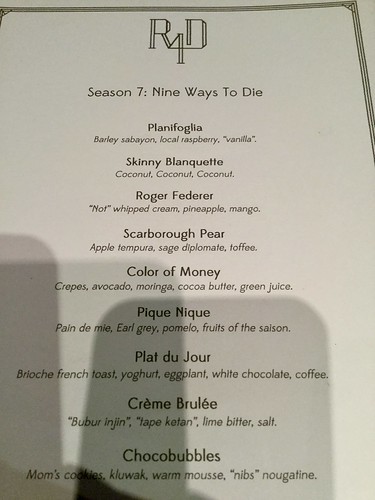 R4D
Season 7: Nine Ways To Die
Planifoglia
Barley sabayon, local raspberry, "vanilla".
Skinny Blanquette
Coconut, Coconut, Coconut.
Roger Federer
"Not" whipped cream, pineapple, mango.
Scarborough Pear
Apple tempura, sage diplomate, toffee.
Color of Money
Crepes, avocado, moringa, cocoa butter, green juice.
Pique Nique
Pain de mie, Earl grey, pomelo, fruits of the saison.
Plat du Jour
Brioche french toast, yoghurt, eggplant, white chocolate, coffee.
Crème Brulée
"Bubur injin", "tape ketan", lime bitter, salt.
Chocobubbles
Mom's cookies, kluwak, warm mousse, "nibs" nougatine.